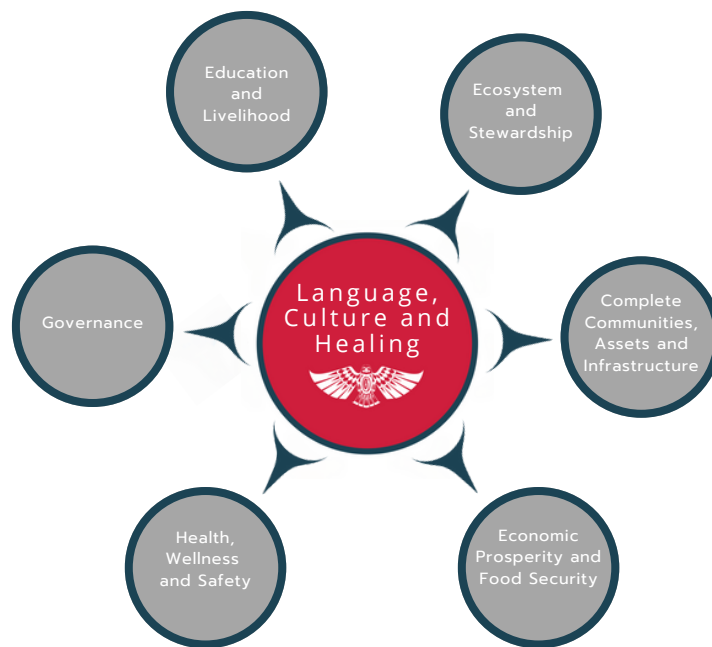 Education
and
Livelihood
Ecosystem
and
Stewardship
Governance
Language,
Culture and
Healing
Complete
Communities,
Assets and
Infrastructure
Health,
Wellness
and Safety
Economic
Prosperity and
Food Security